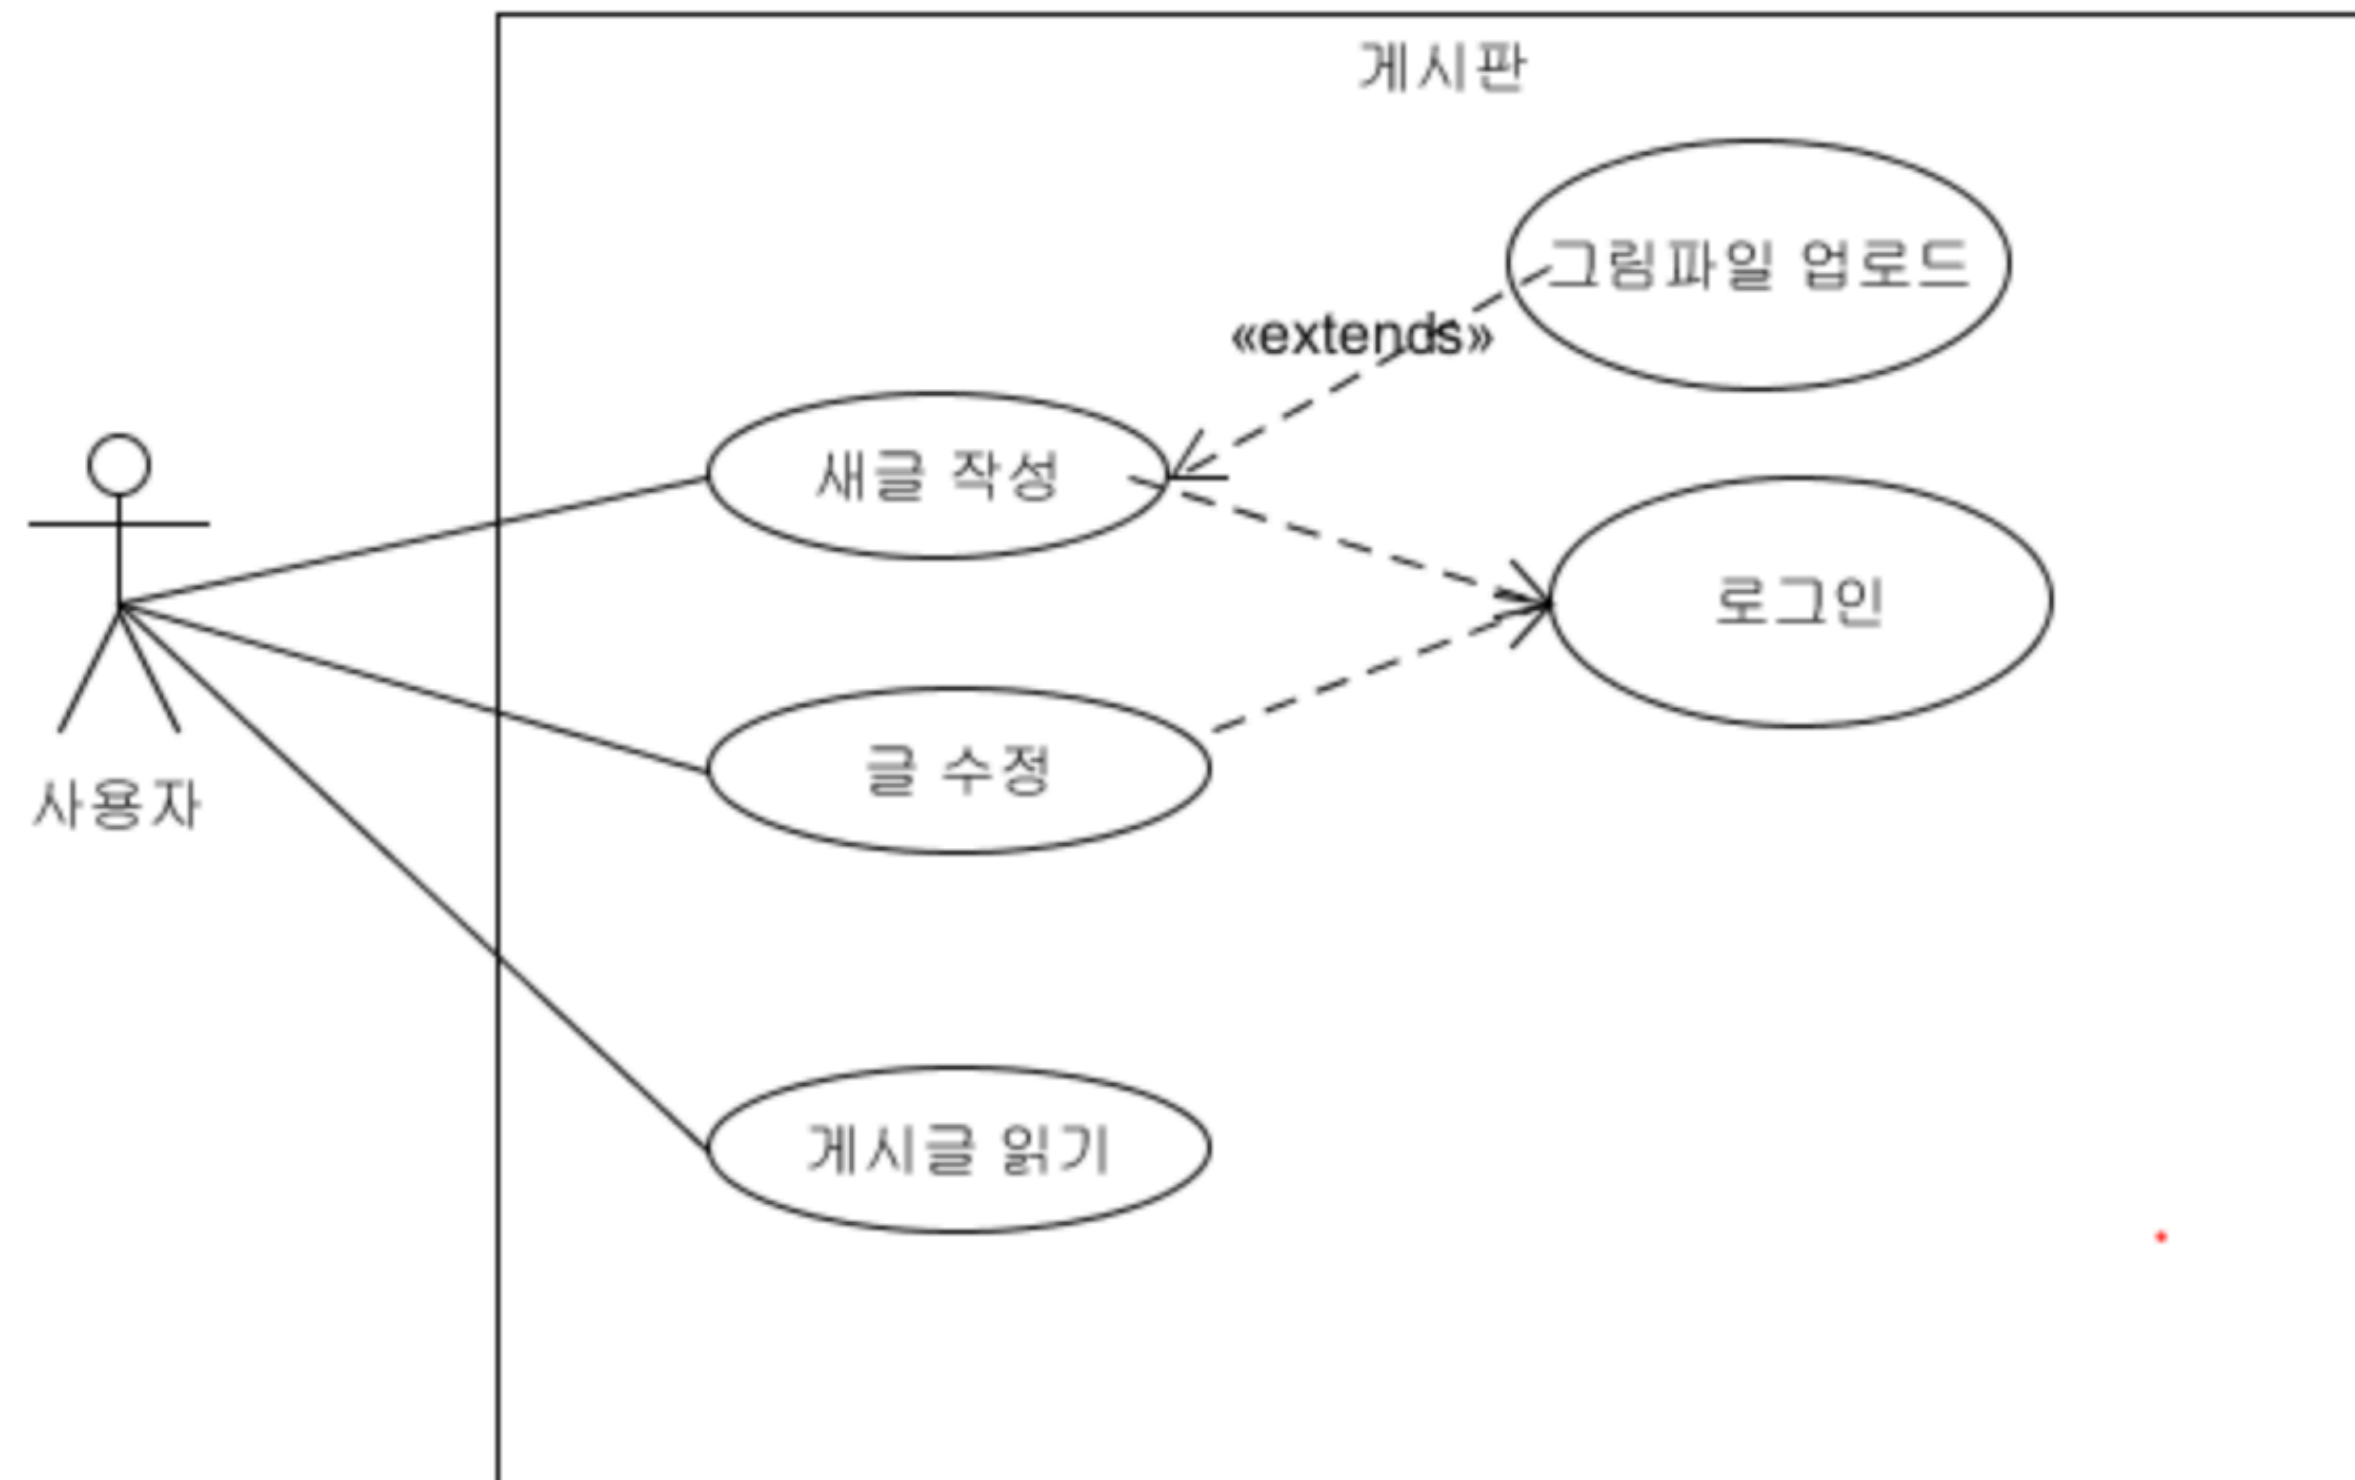 게시판
그림파일 업로드
«extends»
새글 작성
로그인
글 수정
사용자
게시글 읽기